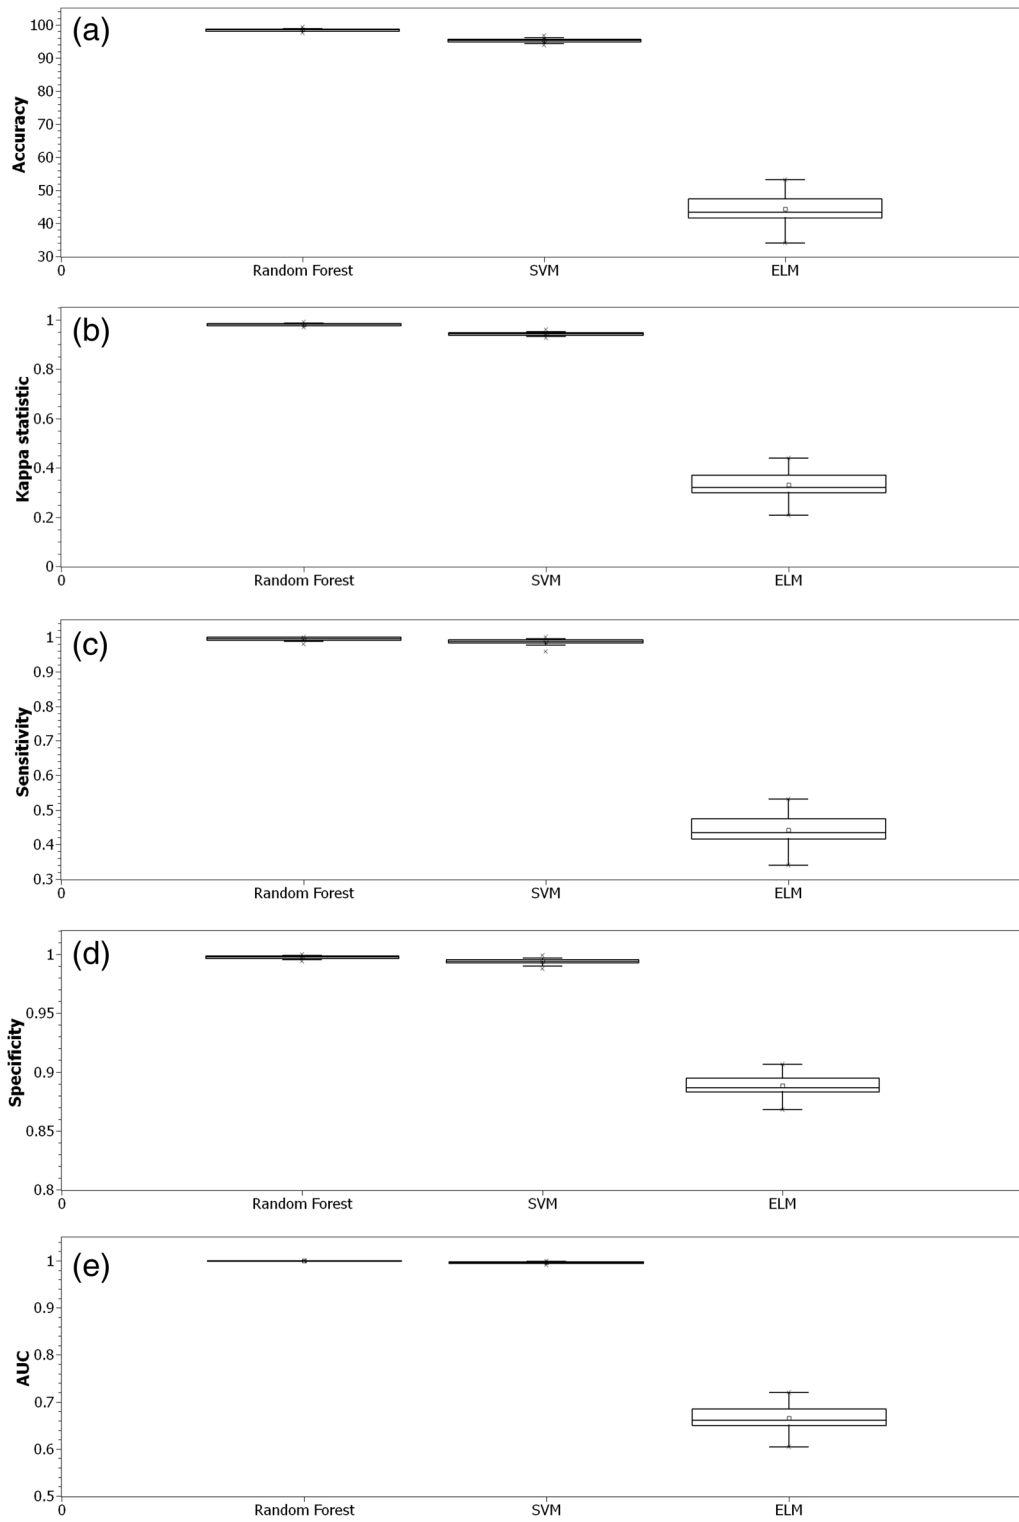 (a)
Accuracy
100
90
80
70
60
50
40
30
0 Random Forest SVM ELM
(b)
Kappa statistic
1
0.8
0.6
0.4
0.2
0
0 Random Forest SVM ELM
(c)
Sensitivity
1
0.9
0.8
0.7
0.6
0.5
0.4
0.3
0 Random Forest SVM ELM
(d)
Specificity
1
0.95
0.9
0.85
0.8
0 Random Forest SVM ELM
(e)
AUC
1
0.9
0.8
0.7
0.6
0.5
0 Random Forest SVM ELM